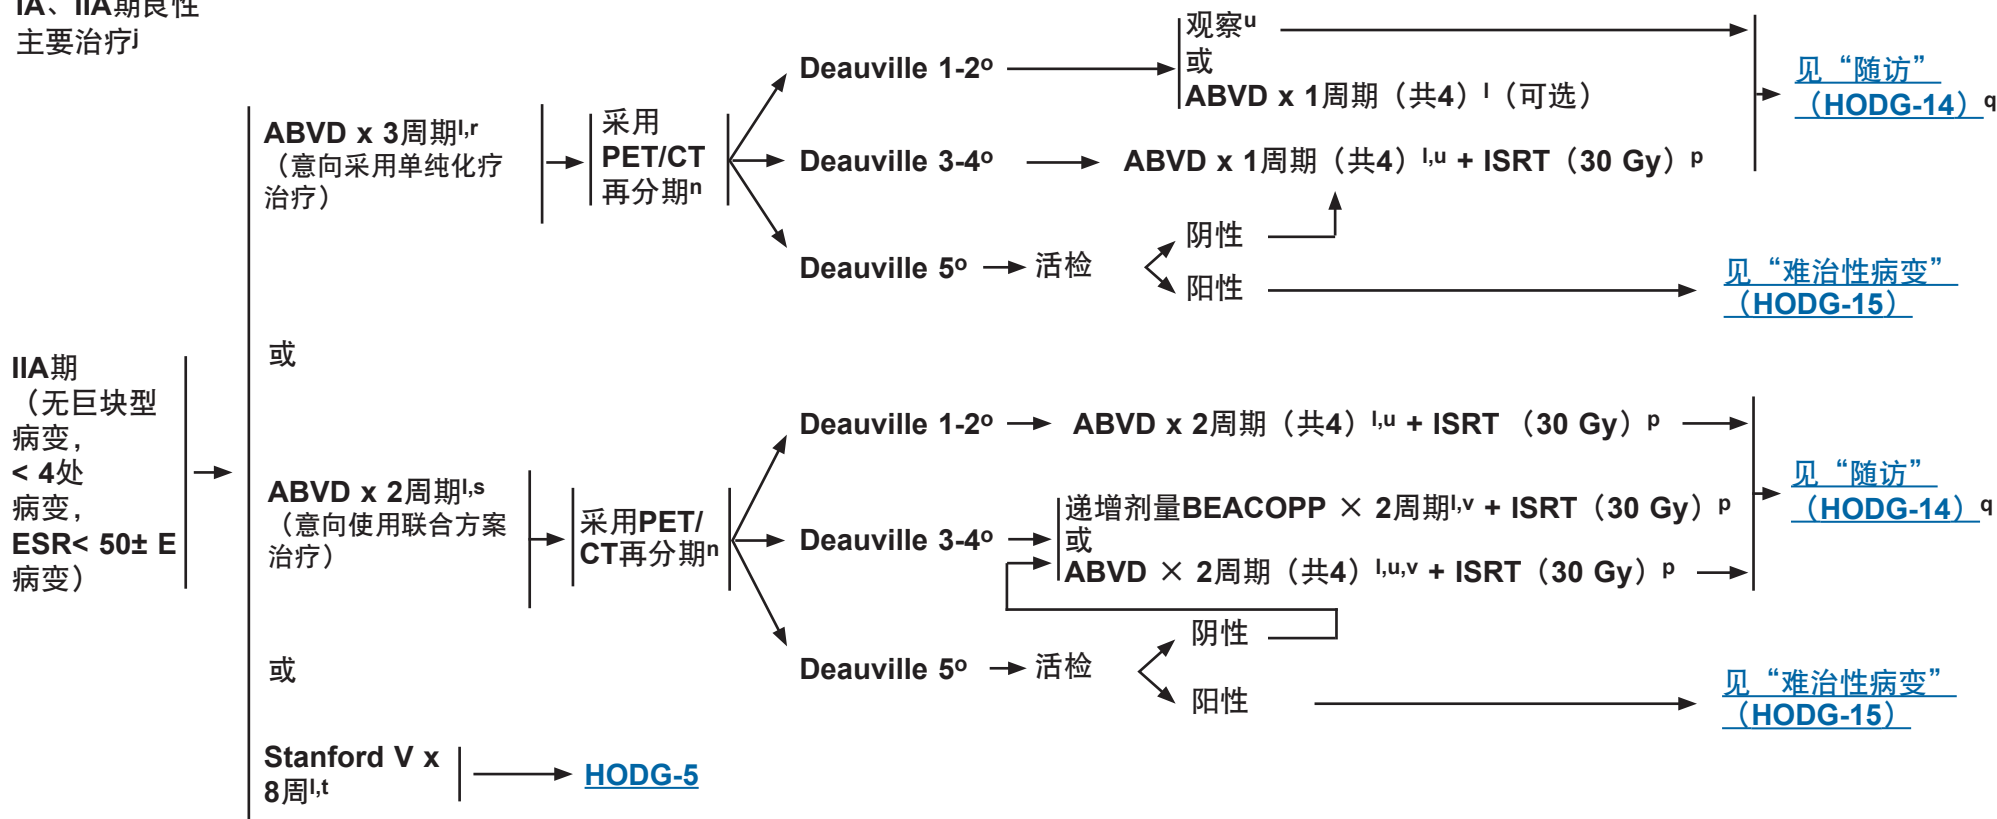 IA、IIA期良性
主要治疗j
IIA期
（无巨块型
病变，
< 4处
病变，
ESR< 50± E
病变）
ABVD x 3周期l,r
（意向采用单纯化疗
治疗）
采用
PET/CT
再分期n
Deauville 1-2o
观察u
或
ABVD x 1周期（共4）l（可选）
Deauville 3-4o
ABVD x 1周期（共4）l,u + ISRT（30 Gy）p
Deauville 5o
活检
阴性
阳性
见“随访”
（HODG-14）q
见“难治性病变”
（HODG-15）
或
ABVD x 2周期l,s
（意向使用联合方案
治疗）
采用PET/
CT再分期n
Deauville 1-2o
ABVD x 2周期（共4）l,u + ISRT （30 Gy）p
Deauville 3-4o
递增剂量BEACOPP × 2周期l,v + ISRT（30 Gy）p
或
ABVD × 2周期（共4）l,u,v + ISRT（30 Gy）p
Deauville 5o
活检
阴性
阳性
见“随访”
（HODG-14）q
见“难治性病变”
（HODG-15）
或
Stanford V x
8周l,t
HODG-5